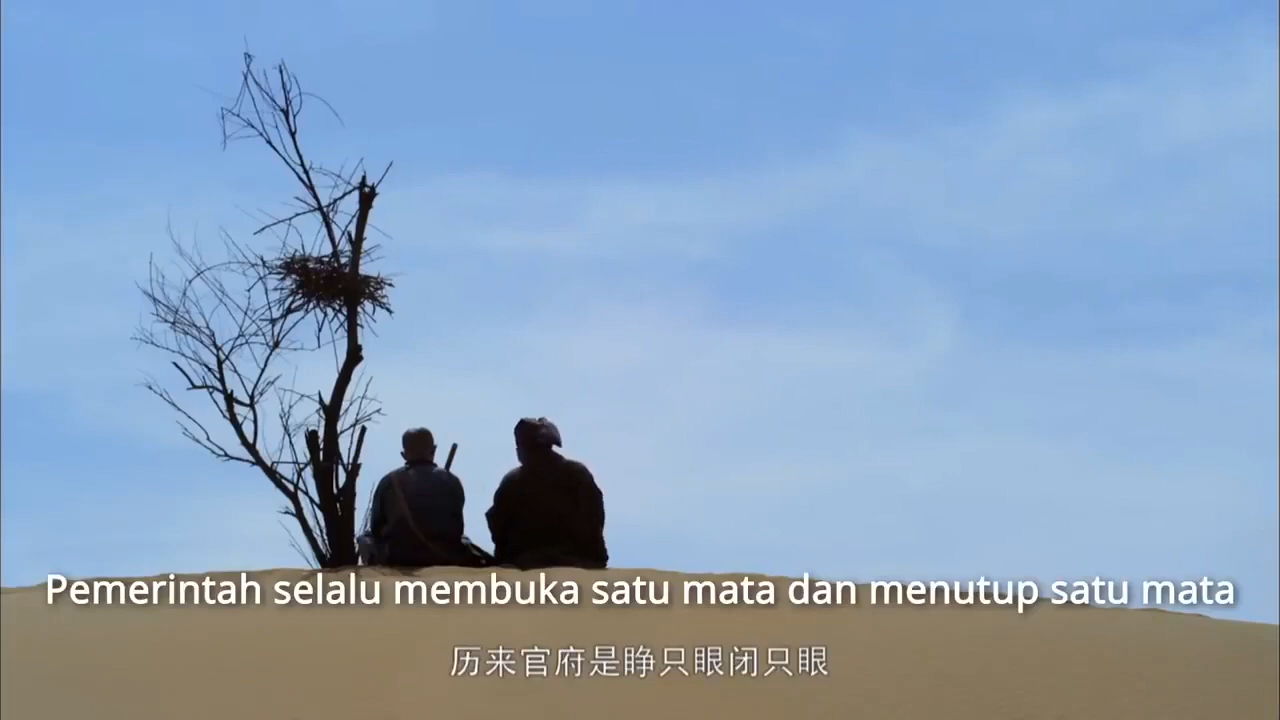 Pemerintah selalu membuka satu mata dan menutup satu mata
历来官府是睁只眼闭只眼